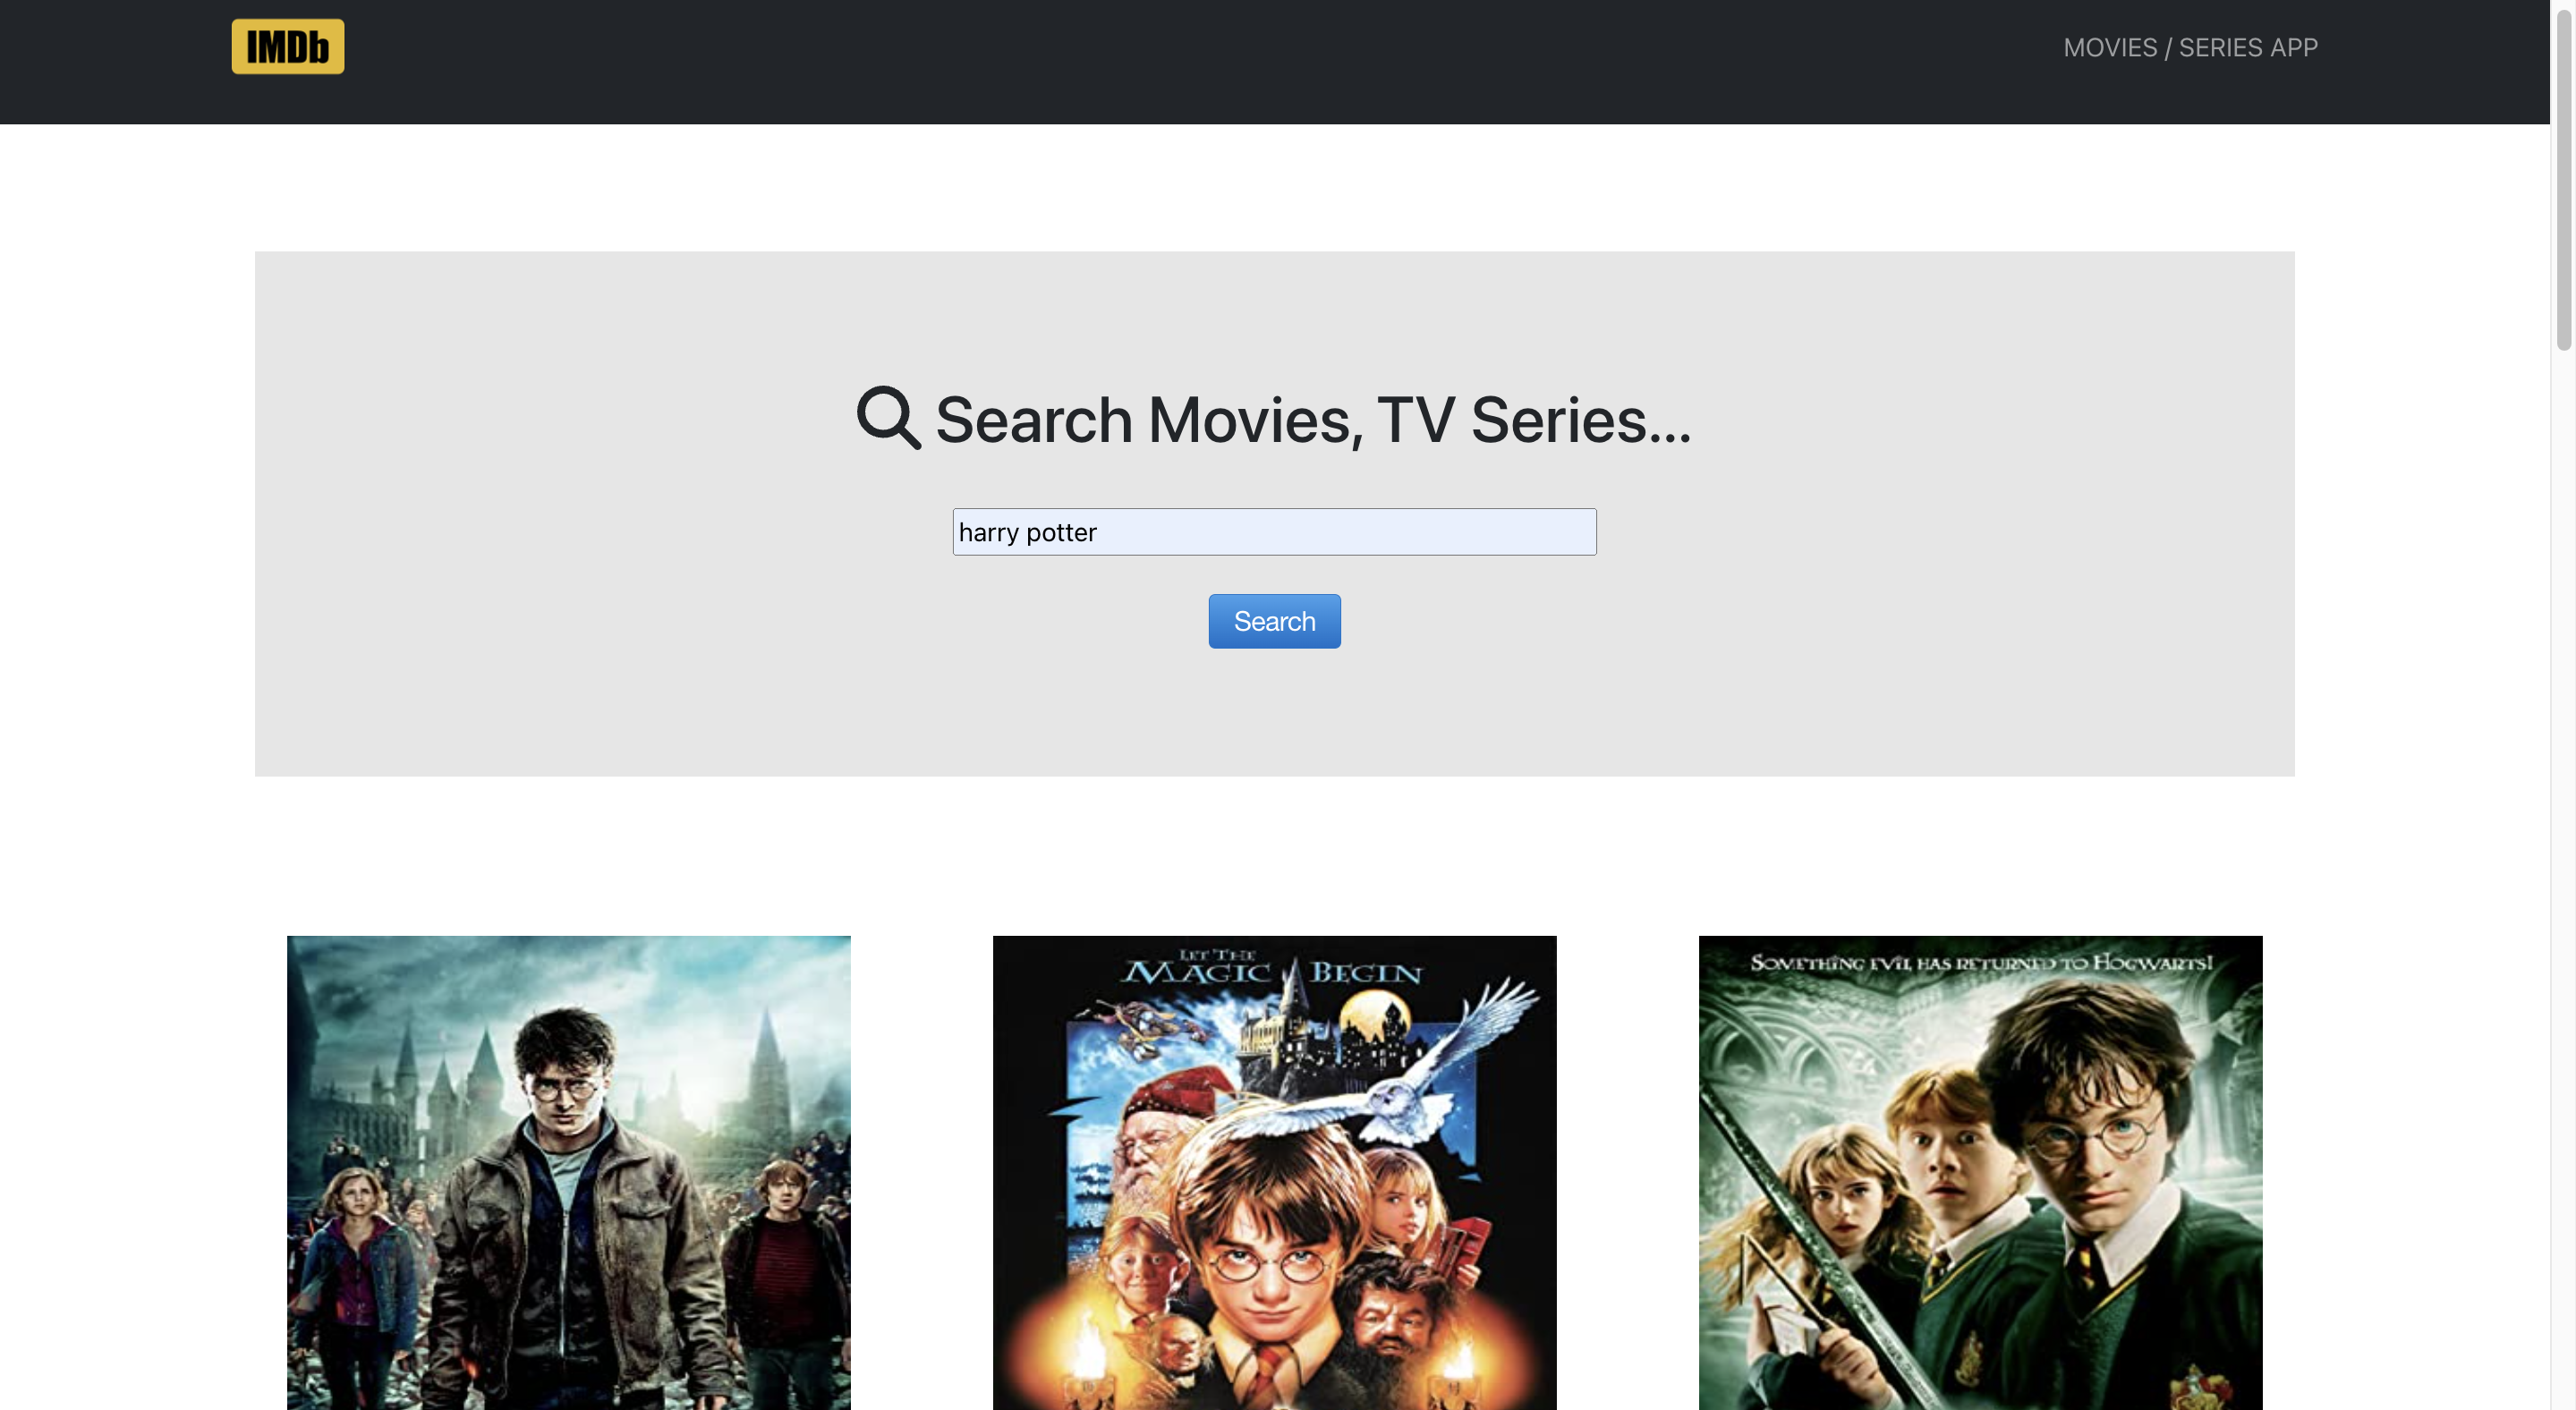 IMDb
MOVIES / SERIES APP
Search Movies, TV Series...
harry potter
Search
LET THE
MAGIC BEGIN
SOMETHING EVIL HAS RETURNED TO HOGWARTS!